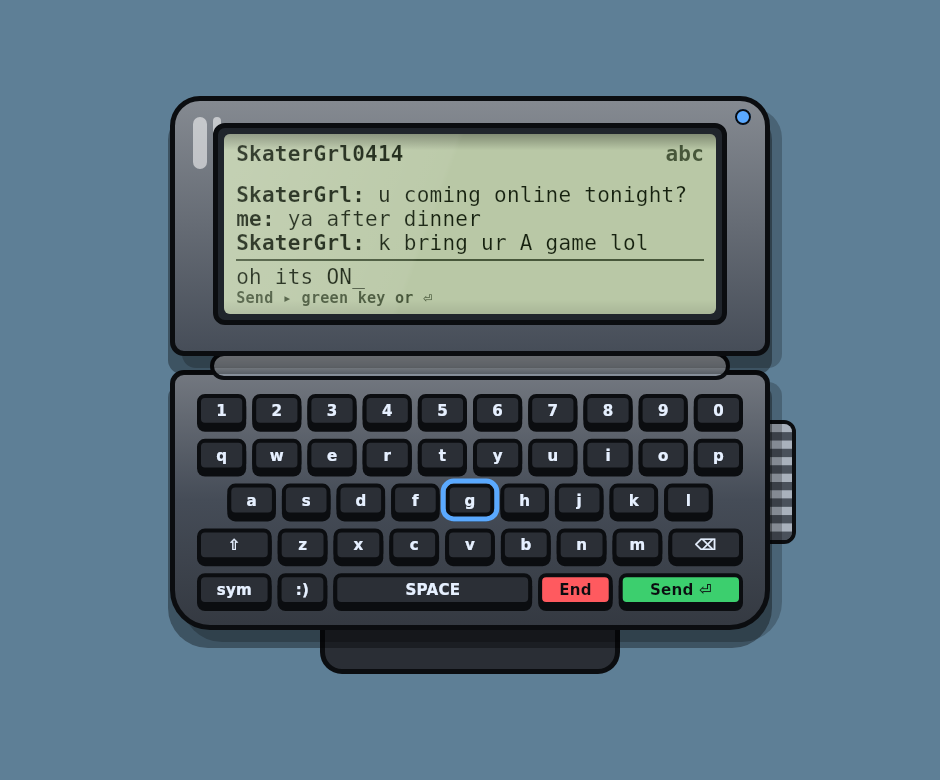 SkaterGrl0414 abc
SkaterGrl: u coming online tonight?
me: ya after dinner
SkaterGrl: k bring ur A game lol
oh its ON_
Send ▸ green key or ⏎
1 2 3 4 5 6 7 8 9 0
q w e r t y u i o p
a s d f g h j k l
⇧ z x c v b n m ⌫
sym :) SPACE End Send ⏎